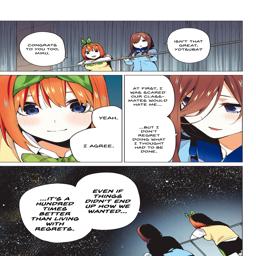 CONGRATS
TO YOU TOO,
MIKU.
ISN'T THAT
GREAT,
YOTSUBA?
YEAH.
I AGREE.
AT FIRST, I
WAS SCARED
OUR CLASS-
MATES WOULD
HATE ME...
...BUT I
DON'T
REGRET
DOING WHAT
I THOUGHT
HAD TO BE
DONE.
EVEN IF
THINGS
DIDN'T END
UP HOW WE
WANTED...
...IT'S A
HUNDRED
TIMES
BETTER
THAN LIVING
WITH
REGRETS.